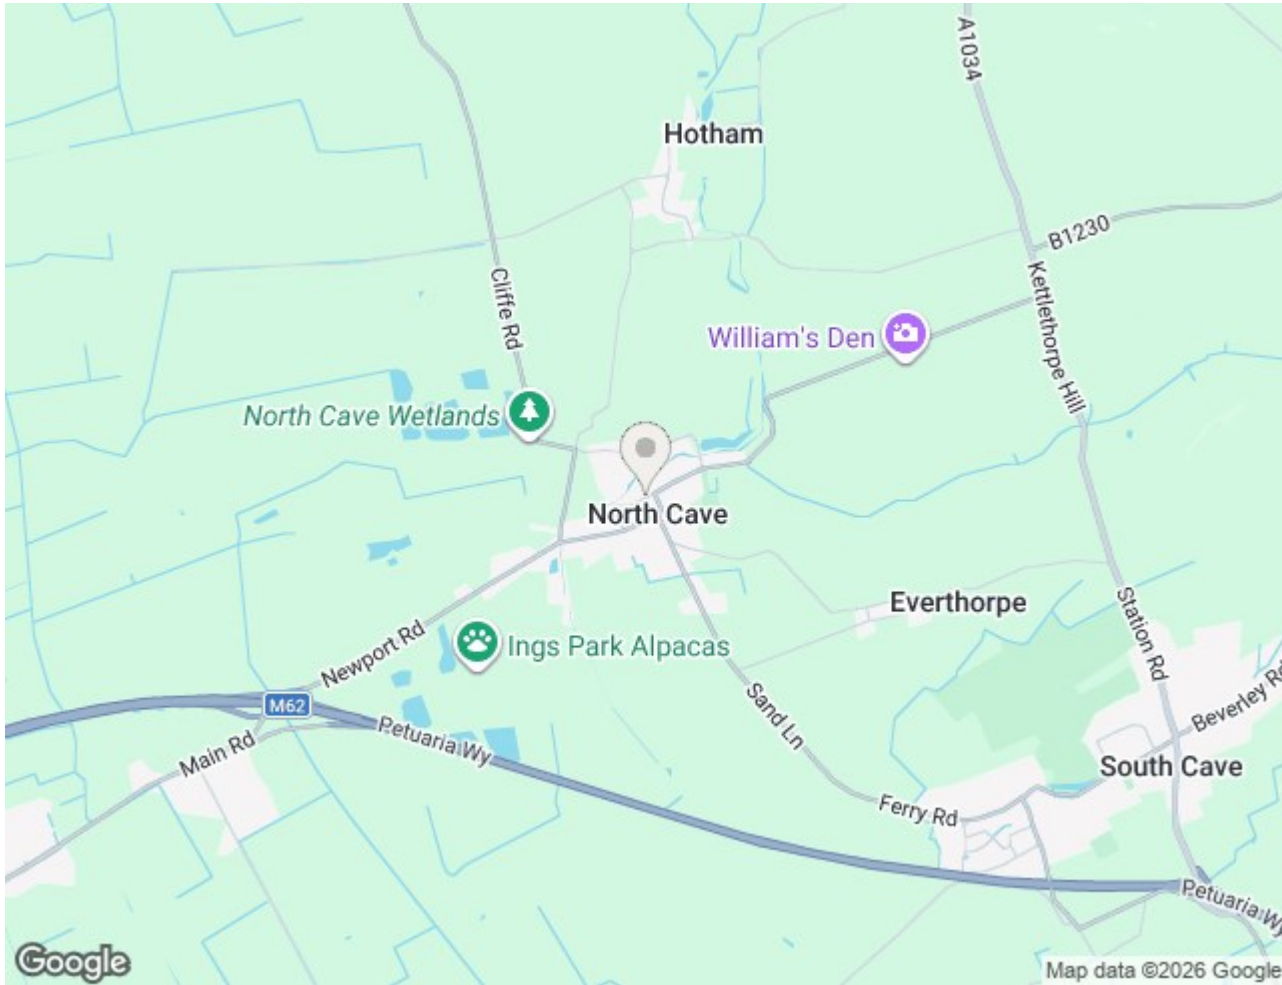 A1034
Hotham
B1230
Cliffe Rd
Kettlethorpe Hill
William's Den
North Cave Wetlands
North Cave
Everthorpe
Station Rd
Newport Rd
Ings Park Alpacas
Beverley Rd
M62
Sand Ln
Petuaria Wy
Main Rd
South Cave
Ferry Rd
Petuaria Wy
Google
Map data ©2026 Google